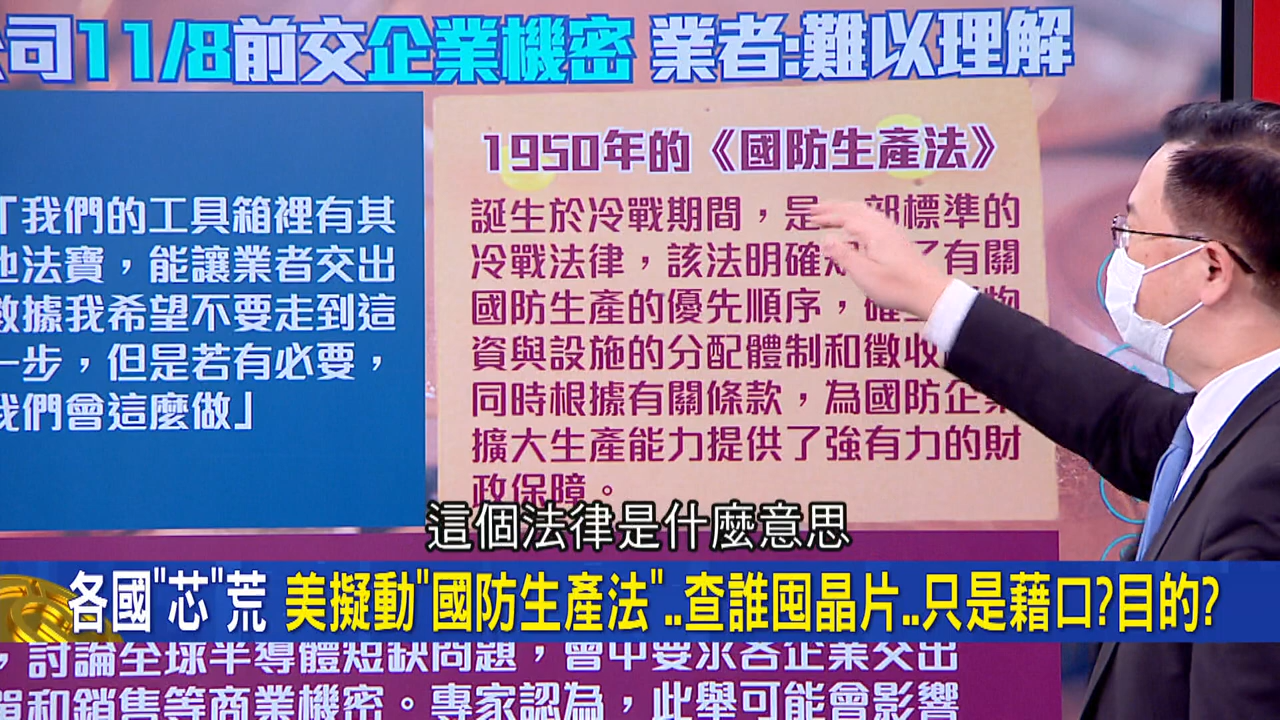 司11/8前交企業機密 業者:難以理解
「我們的工具箱裡有其
他法寶，能讓業者交出
數據我希望不要走到這
一步，但是若有必要，
我們會這麼做」
1950年的《國防生產法》
誕生於冷戰期間，是 部標準的
冷戰法律，該法明確 了有關
國防生產的優先順序， 物
資與設施的分配體制和徵收
同時根據有關條款，為國防企業
擴大生產能力提供了強有力的財
政保障。
這個法律是什麼意思
各國"芯"荒 美擬動"國防生產法"..查誰囤晶片..只是藉口?目的?
，討論全球半導體短缺問題，會中要求各企業交出
單和銷售等商業機密。專家認為，此舉可能會影響